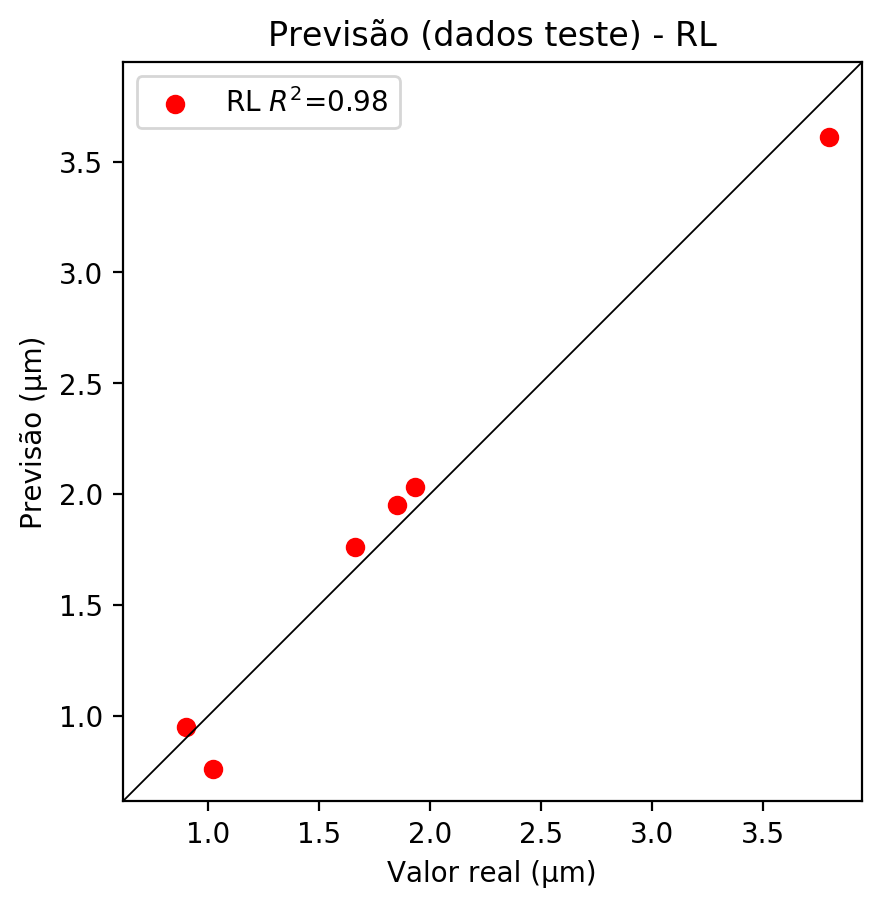 Previsão (dados teste) - RL
RL R²=0.98
3.5
3.0
2.5
2.0
1.5
1.0
Previsão (µm)
1.0 1.5 2.0 2.5 3.0 3.5
Valor real (µm)